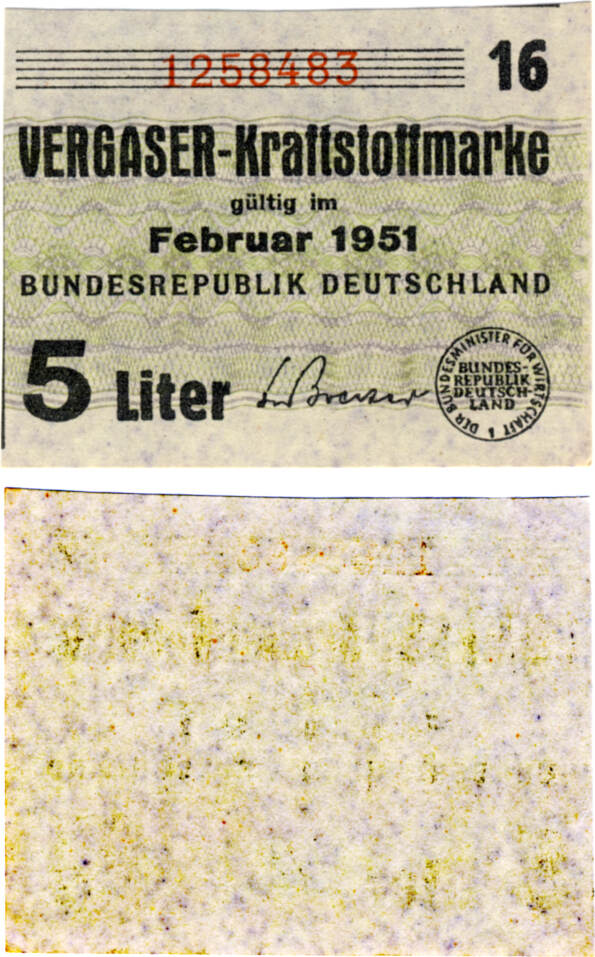 1258483 16
VERGASER-Kraftstoffmarke
gültig im
Februar 1951
BUNDESREPUBLIK DEUTSCHLAND
5 Liter
DER BUNDESMINISTER FÜR WIRTSCHAFT 1
BUNDES-
REPUBLIK
DEUTSCH-
LAND